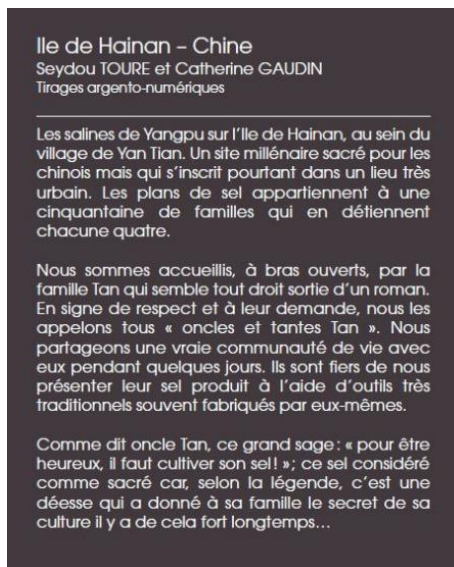 Ile de Hainan – Chine
Seydou TOURE et Catherine GAUDIN
Tirages argento-numériques
Les salines de Yangpu sur l'Ile de Hainan, au sein du
village de Yan Tian. Un site millénaire sacré pour les
chinois mais qui s'inscrit pourtant dans un lieu très
urbain. Les plans de sel appartiennent à une
cinquantaine de familles qui en détiennent
chacune quatre.
Nous sommes accueillis, à bras ouverts, par la
famille Tan qui semble tout droit sortie d'un roman.
En signe de respect et à leur demande, nous les
appelons tous « oncles et tantes Tan ». Nous
partageons une vraie communauté de vie avec
eux pendant quelques jours. Ils sont fiers de nous
présenter leur sel produit à l'aide d'outils très
traditionnels souvent fabriqués par eux-mêmes.
Comme dit oncle Tan, ce grand sage : « pour être
heureux, il faut cultiver son sel ! »; ce sel considéré
comme sacré car, selon la légende, c'est une
déesse qui a donné à sa famille le secret de sa
culture il y a de cela fort longtemps…